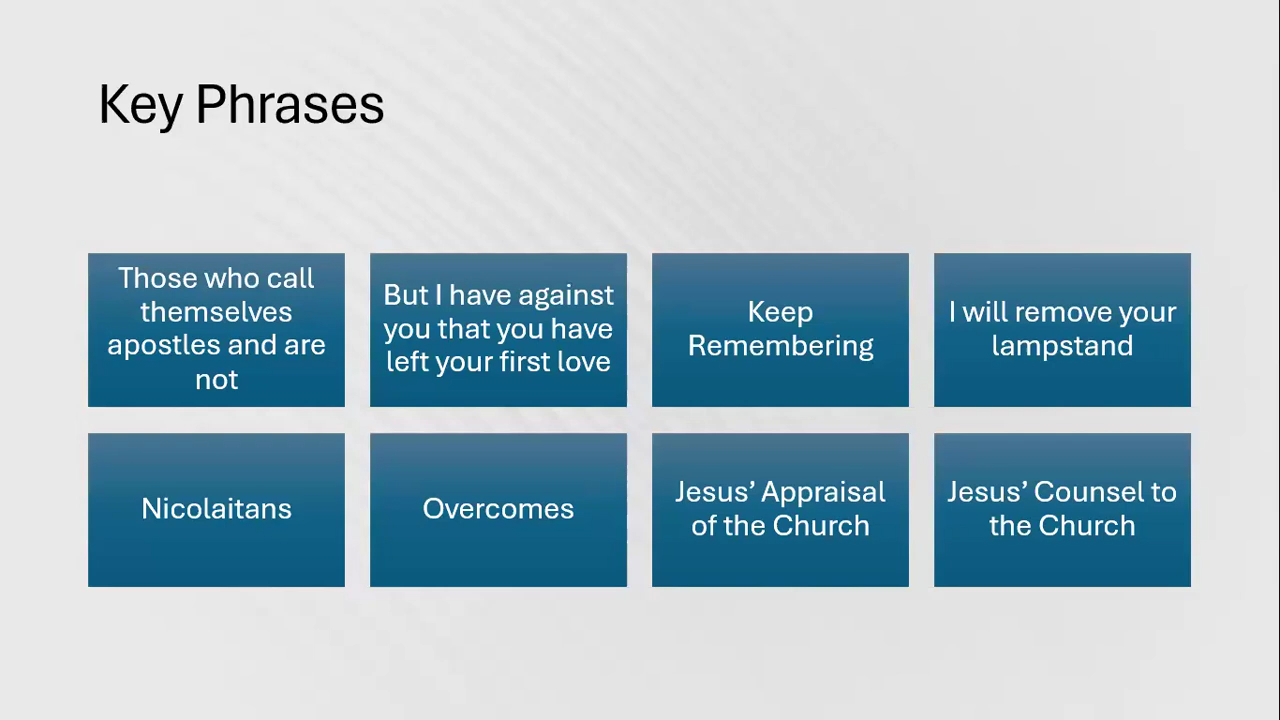 Key Phrases
Those who call
themselves
apostles and are
not
But I have against
you that you have
left your first love
Keep
Remembering
I will remove your
lampstand
Nicolaitans
Overcomes
Jesus’ Appraisal
of the Church
Jesus’ Counsel to
the Church